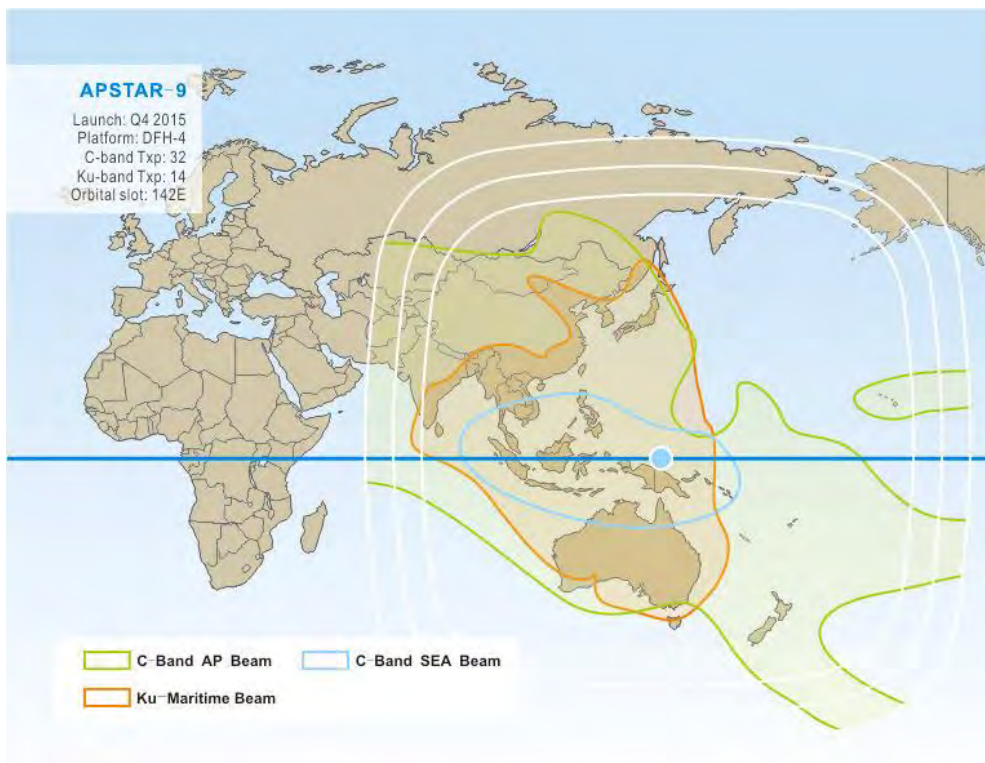 APSTAR-9
Launch: Q4 2015
Platform: DFH-4
C-band Txp: 32
Ku-band Txp: 14
Orbital slot: 142E
C-Band AP Beam
C-Band SEA Beam
Ku-Maritime Beam